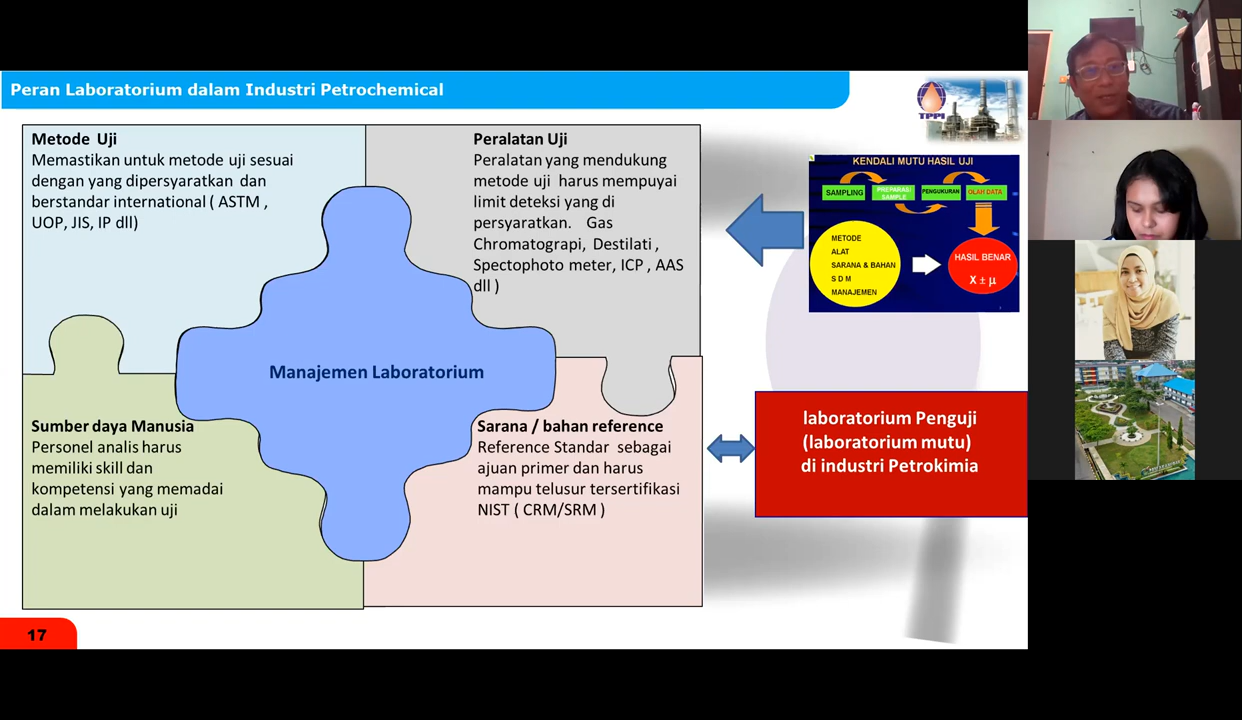 Peran Laboratorium dalam Industri Petrochemical
TPPI
Metode Uji
Memastikan untuk metode uji sesuai
dengan yang dipersyaratkan dan
berstandar international ( ASTM ,
UOP, JIS, IP dll)
Peralatan Uji
Peralatan yang mendukung
metode uji harus mempuyai
limit deteksi yang di
persyaratkan. Gas
Chromatograpi, Destilati ,
Spectophoto meter, ICP , AAS
dll )
KENDALI MUTU HASIL UJI
SAMPLING
PREPARASI
SAMPLE
PENGUKURAN
OLAH DATA
METODE
ALAT
SARANA & BAHAN
S D M
MANAJEMEN
HASIL BENAR
X ± µ
Manajemen Laboratorium
Sumber daya Manusia
Personel analis harus
memiliki skill dan
kompetensi yang memadai
dalam melakukan uji
Sarana / bahan reference
Reference Standar sebagai
ajuan primer dan harus
mampu telusur tersertifikasi
NIST ( CRM/SRM )
laboratorium Penguji
(laboratorium mutu)
di industri Petrokimia
17